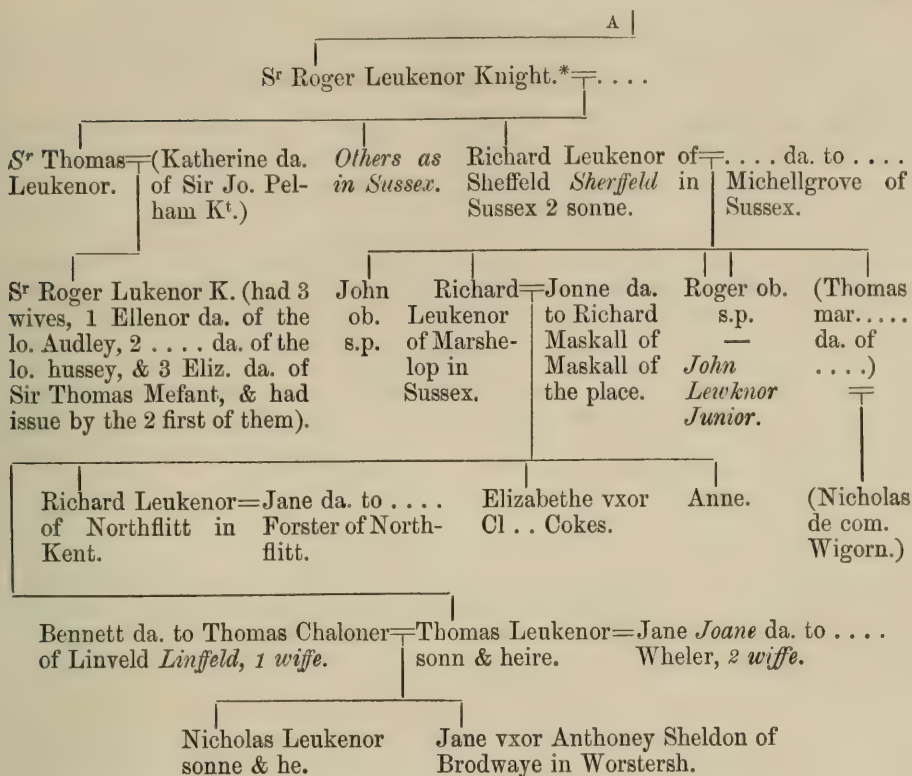 A
Sr Roger Leukenor Knight.* . . . .
Sr Thomas
Leukenor.
(Katherine da.
of Sir Jo. Pel-
ham Kt.)
Others as
in Sussex.
Richard Leukenor of
Sheffeld Sherffeld in
Sussex 2 sonne.
. . . . da. to . . . .
Michellgrove of
Sussex.
Sr Roger Lukenor K. (had 3
wives, 1 Ellenor da. of the
lo. Audley, 2 . . . . da. of the
lo. hussey, & 3 Eliz. da. of
Sir Thomas Mefant, & had
issue by the 2 first of them).
John
ob.
s.p.
Richard
Leukenor
of Marshe-
lop in
Sussex.
Jonne da.
to Richard
Maskall of
Maskall of
the place.
Roger ob.
s.p.
—
John
Lewknor
Junior.
(Thomas
mar.....
da. of
. . . .)
Richard Leukenor=
of Northflitt in
Kent.
Jane da. to . . . .
Forster of North-
flitt.
Elizabethe vxor
Cl . . Cokes.
Anne.
(Nicholas
de com.
Wigorn.)
Bennett da. to Thomas Chaloner
of Linveld Linffeld, 1 wiffe.
Thomas Leukenor=
sonn & heire.
Jane Joane da. to . . . .
Wheler, 2 wiffe.
Nicholas Leukenor
sonne & he.
Jane vxor Anthoney Sheldon of
Brodwaye in Worstersh.